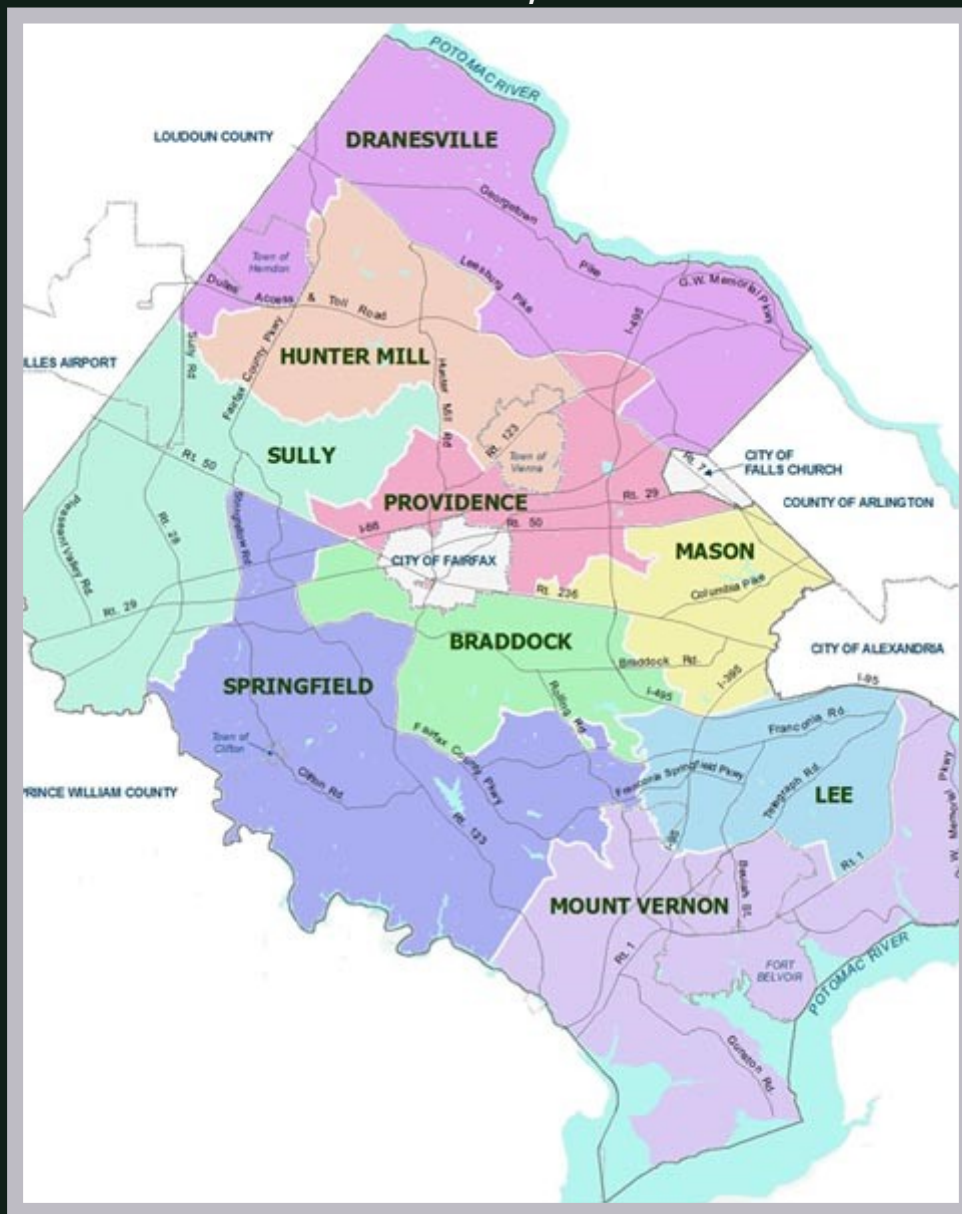 POTOMAC RIVER
LOUDOUN COUNTY
DRANESVILLE
Georgetown
Pike
Town of
Herndon
Leesburg Pike
G.W. Memorial Pkwy
Dulles Access & Toll Road
I-495
Sully Rd
Fairfax County Pkwy
HUNTER MILL
Hunter Mill Rd
LLES AIRPORT
Rt. 123
Town of
Vienna
SULLY
Rt. 50
Rt. 7
CITY OF
FALLS CHURCH
COUNTY OF ARLINGTON
PROVIDENCE
Rt. 29
Rt. 50
I-66
Pleasant Valley Rd
Rt. 28
Stringfellow Rd
CITY OF FAIRFAX
MASON
Rt. 236
Columbia Pike
Rt. 29
BRADDOCK
Braddock Rd.
CITY OF ALEXANDRIA
I-395
I-95
I-495
SPRINGFIELD
Rolling Rd
Franconia Rd
Town of
Clifton
Fairfax County Pkwy
Clifton Rd.
Franconia Springfield Pkwy
Telegraph Rd.
LEE
PRINCE WILLIAM COUNTY
Rt. 123
I-95
G.W. Memorial Pkwy
Rt. 1
Beulah St.
MOUNT VERNON
Rt. 1
FORT
BELVOIR
POTOMAC RIVER
Gunston Rd.